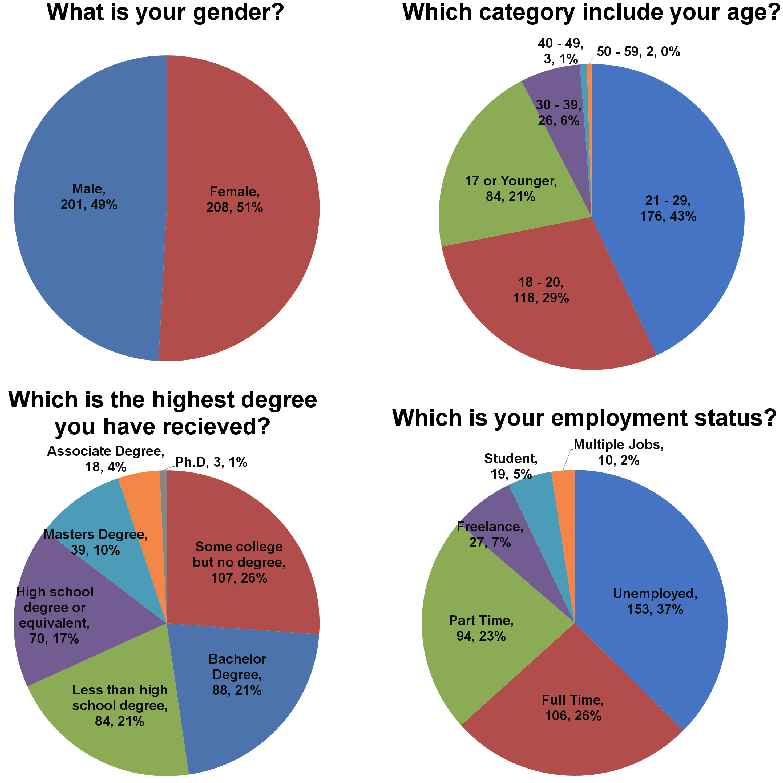 What is your gender?
Male,
201, 49%
Female,
208, 51%
Which category include your age?
40 - 49,
3, 1%
50 - 59, 2, 0%
30 - 39,
26, 6%
17 or Younger,
84, 21%
21 - 29,
176, 43%
18 - 20,
118, 29%
Which is the highest degree
you have recieved?
Associate Degree,
18, 4%
Ph.D, 3, 1%
Masters Degree,
39, 10%
Some college
but no degree,
107, 26%
High school
degree or
equivalent,
70, 17%
Bachelor
Degree,
88, 21%
Less than high
school degree,
84, 21%
Which is your employment status?
Multiple Jobs,
10, 2%
Student,
19, 5%
Freelance,
27, 7%
Unemployed,
153, 37%
Part Time,
94, 23%
Full Time,
106, 26%